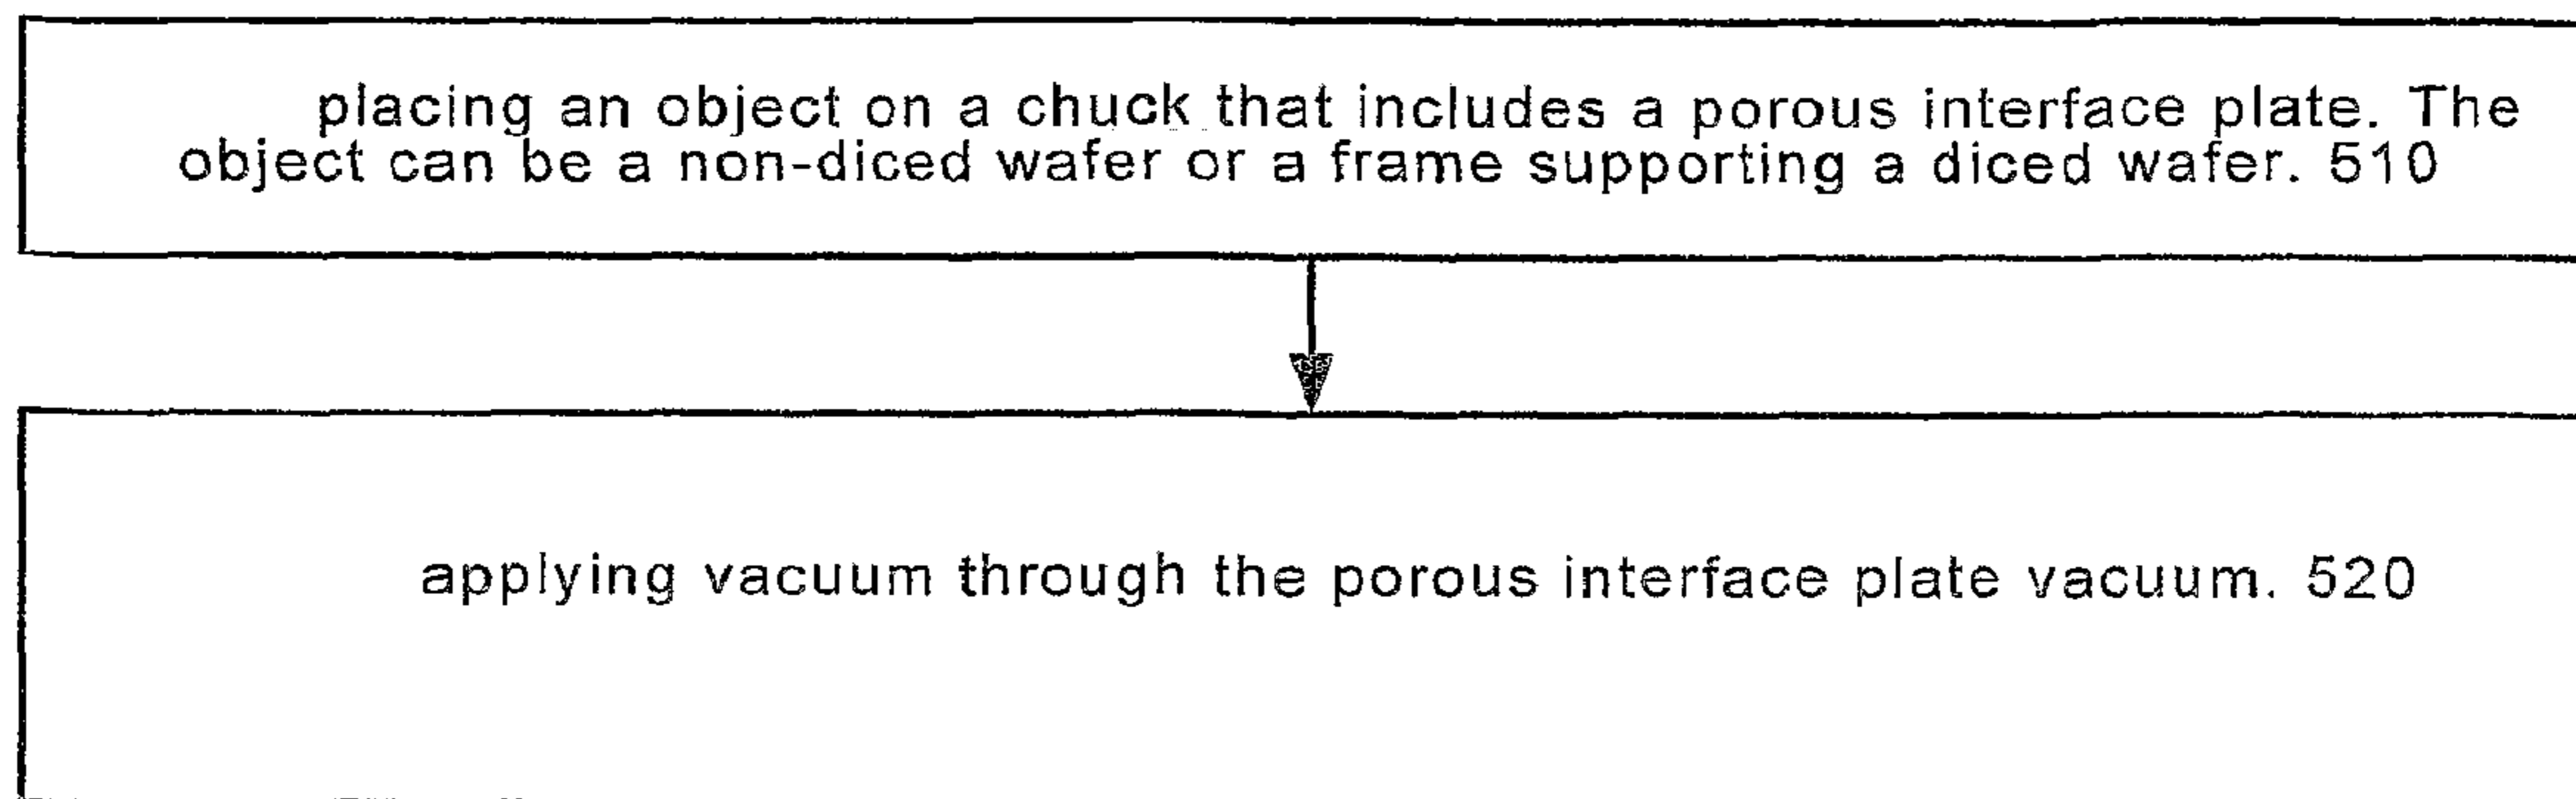 placing an object on a chuck that includes a porous interface plate. The
object can be a non-diced wafer or a frame supporting a diced wafer. 510
applying vacuum through the porous interface plate vacuum. 520